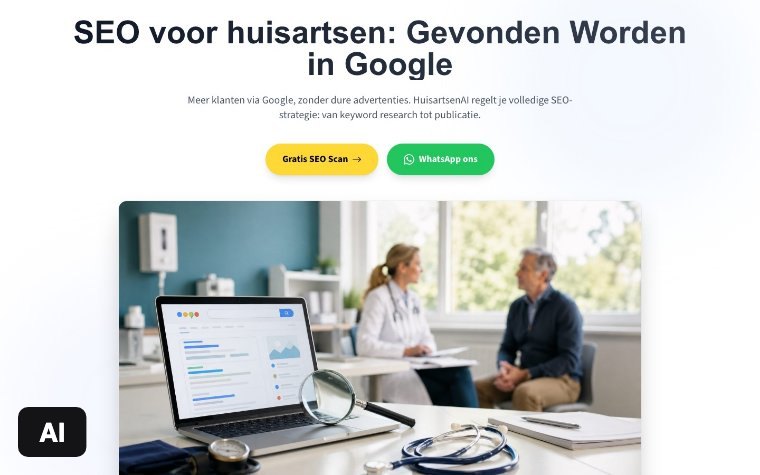 SEO voor huisartsen: Gevonden Worden
in Google
Meer klanten via Google, zonder dure advertenties. HuisartsenAI regelt je volledige SEO-
strategie: van keyword research tot publicatie.
Gratis SEO Scan →
WhatsApp ons
AI